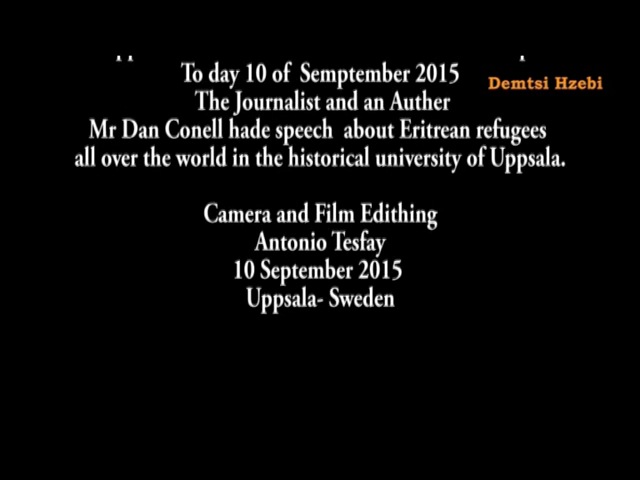 To day 10 of Semptember 2015
Demtsi Hzebi
The Journalist and an Auther
Mr Dan Conell hade speech about Eritrean refugees
all over the world in the historical university of Uppsala.
Camera and Film Edithing
Antonio Tesfay
10 September 2015
Uppsala- Sweden